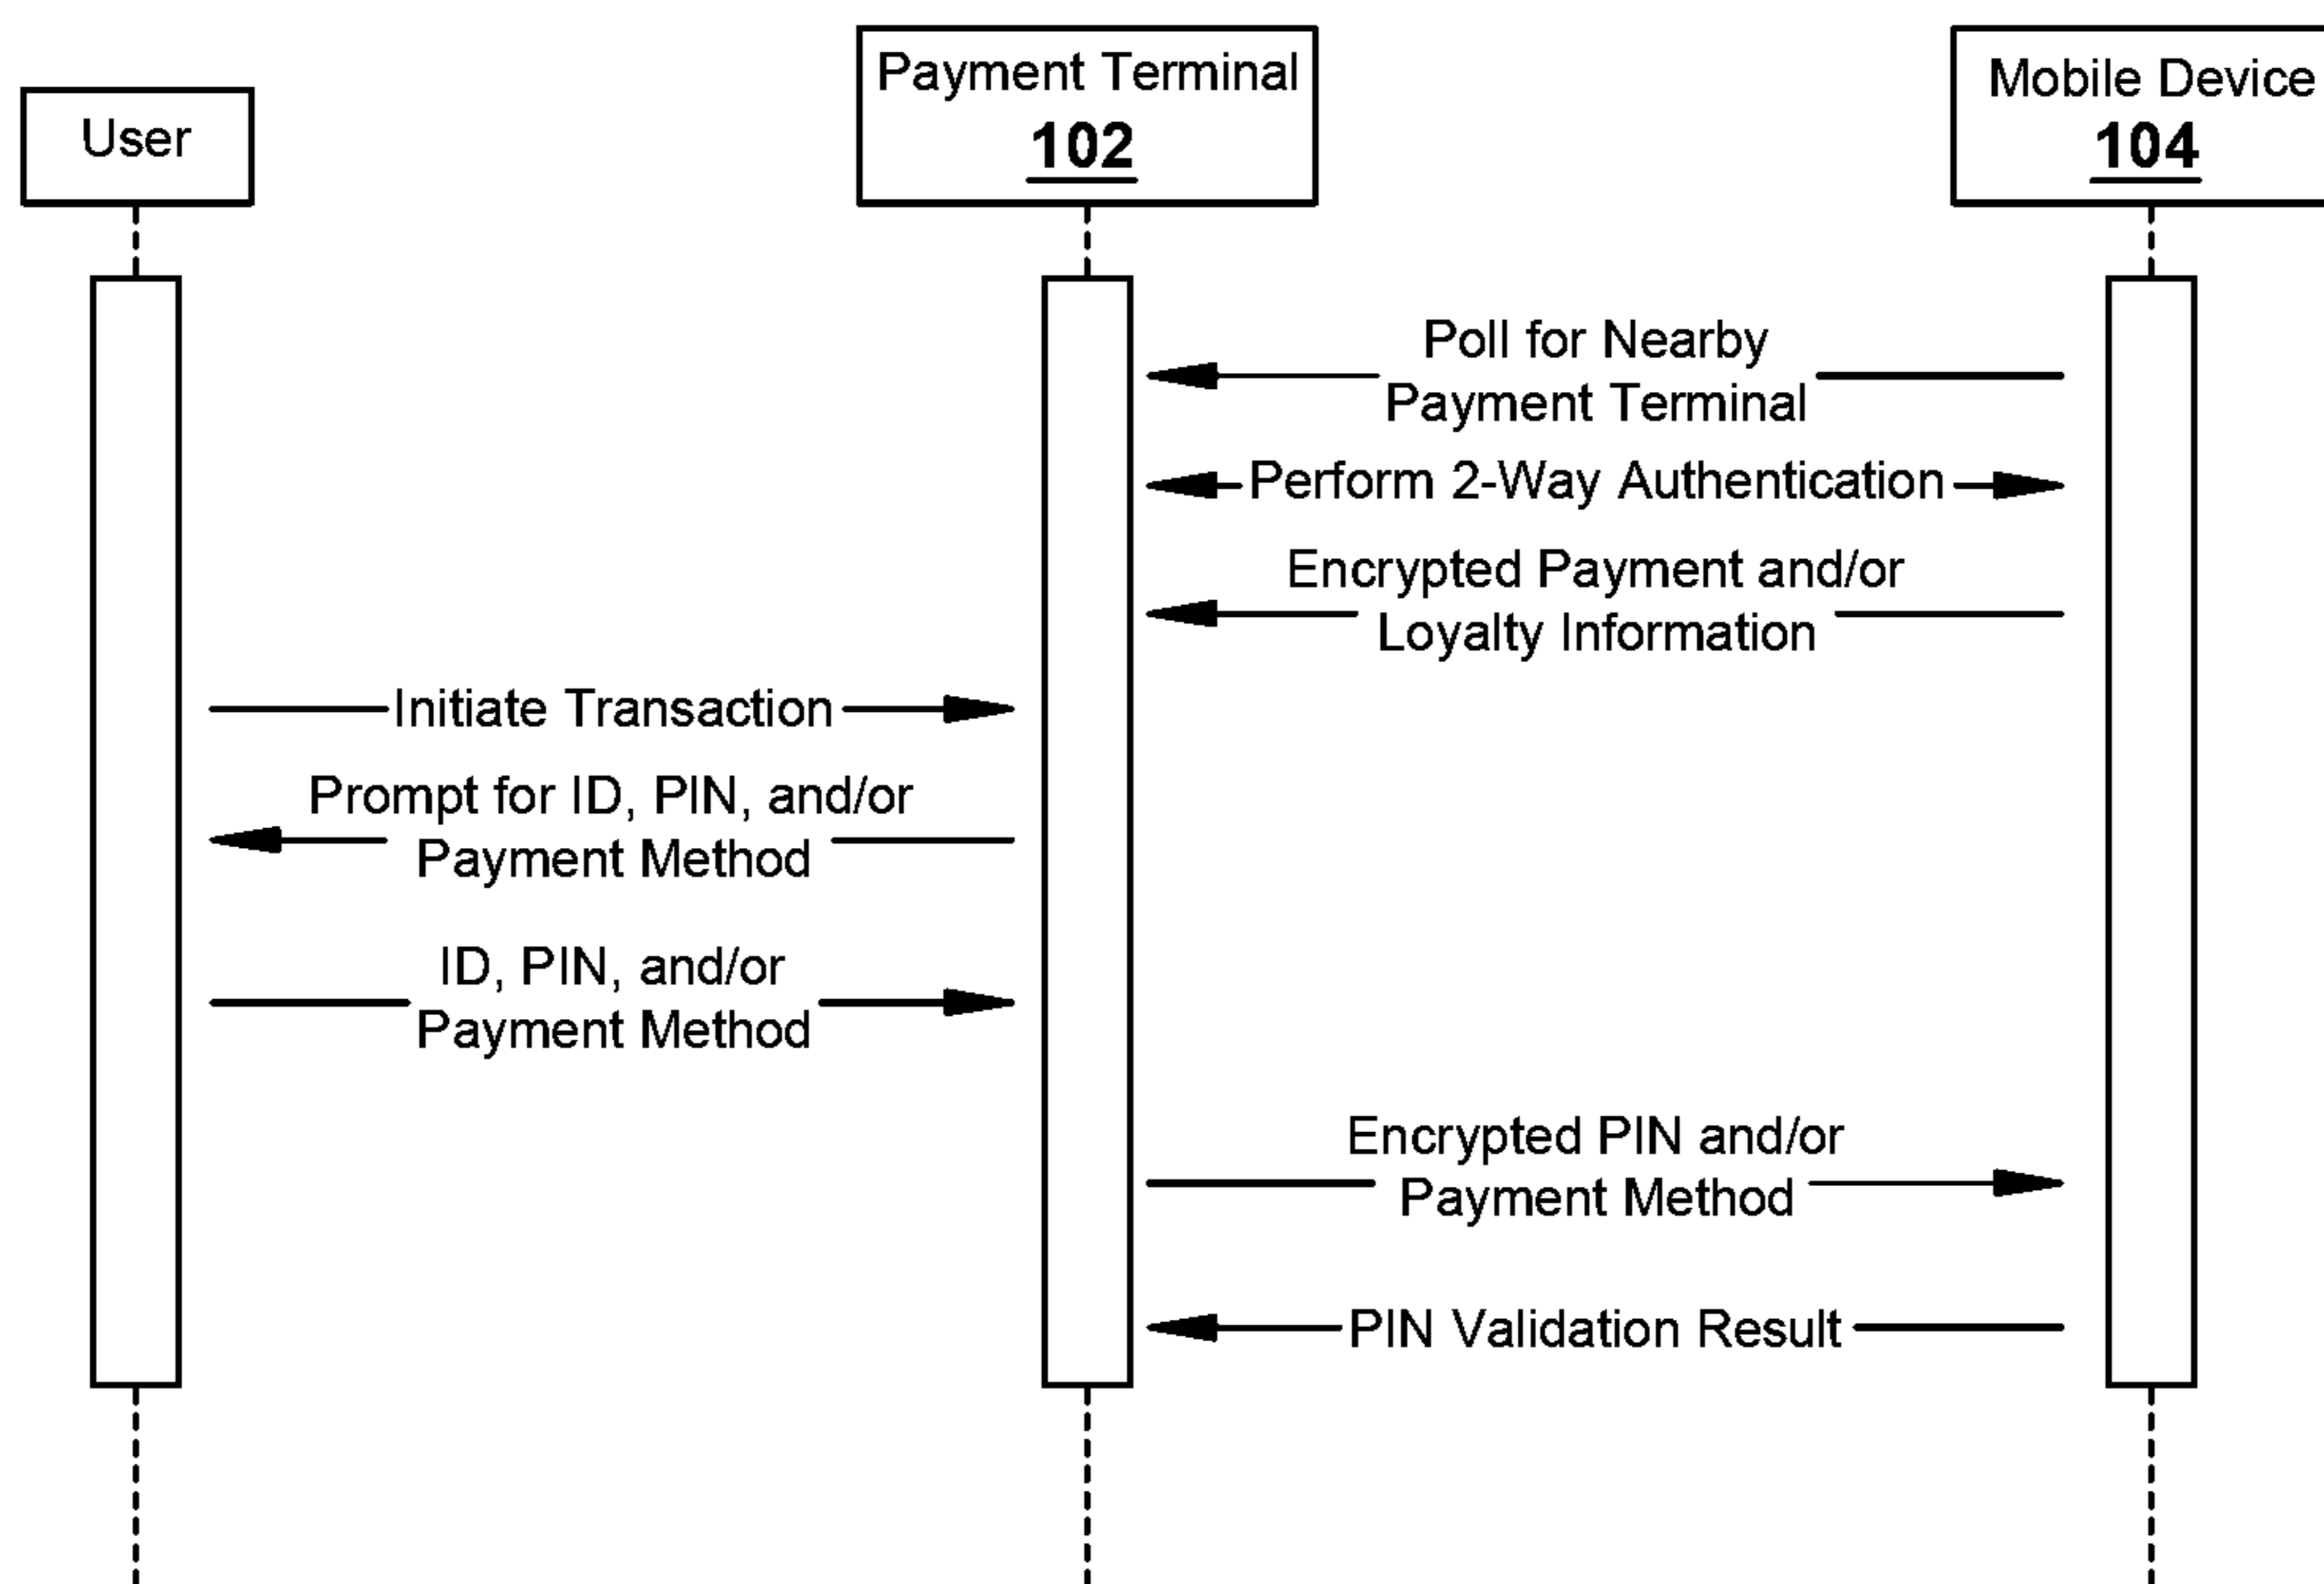 User
Payment Terminal
102
Mobile Device
104
Poll for Nearby
Payment Terminal
Perform 2-Way Authentication
Encrypted Payment and/or
Loyalty Information
Initiate Transaction
Prompt for ID, PIN, and/or
Payment Method
ID, PIN, and/or
Payment Method
Encrypted PIN and/or
Payment Method
PIN Validation Result